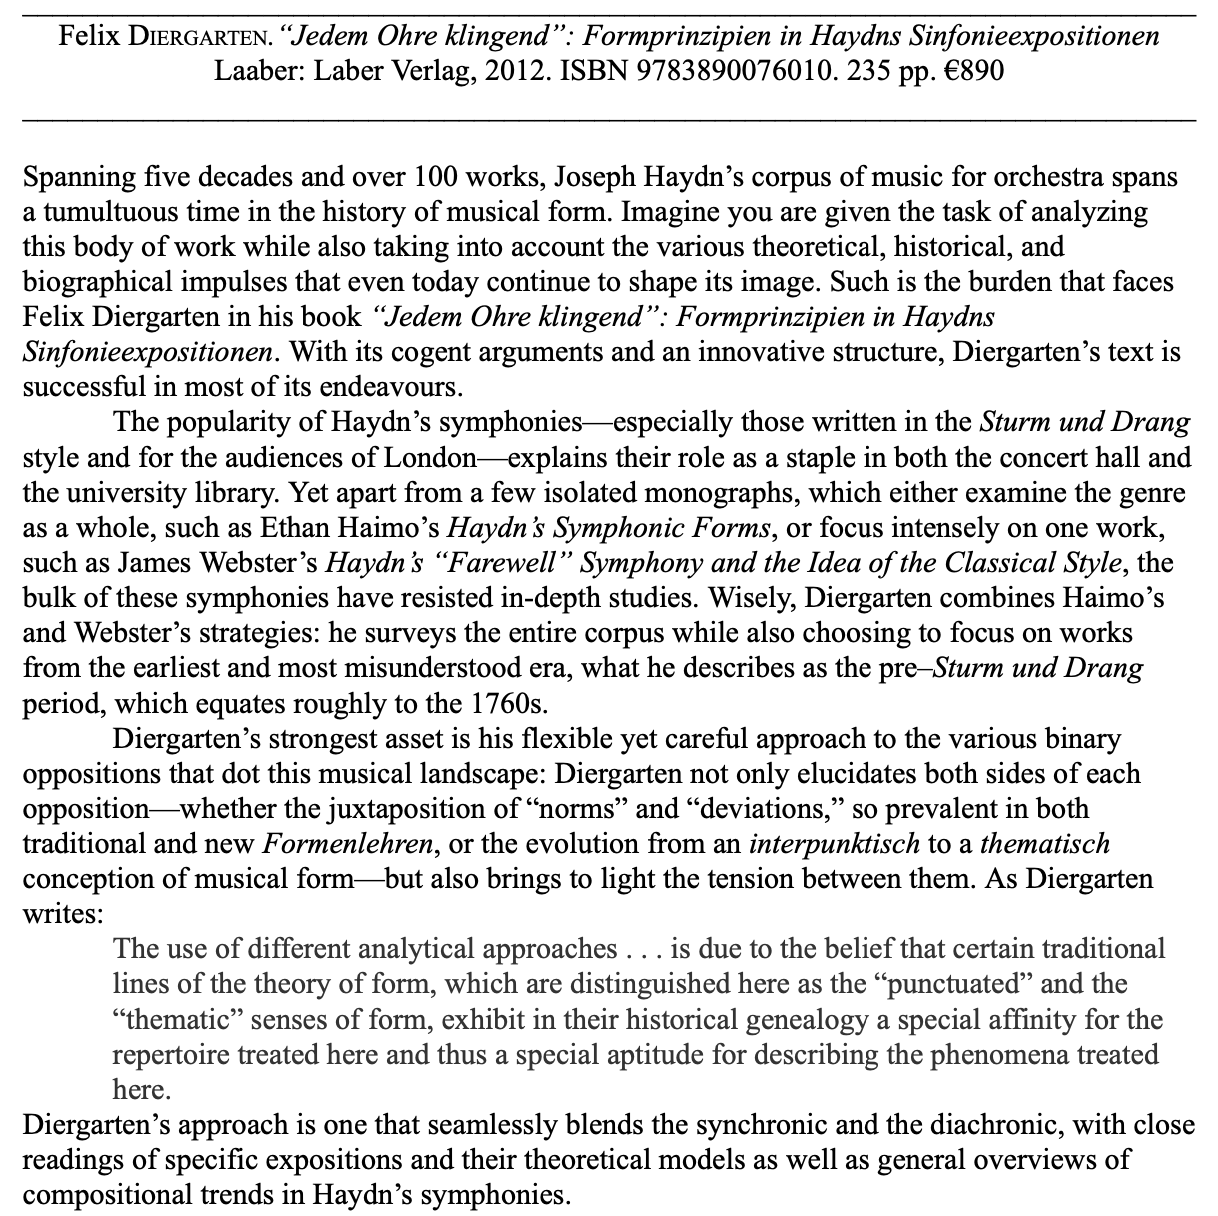 Felix DIERGARTEN. “Jedem Ohre klingend”: Formprinzipien in Haydns Sinfonieexpositionen
Laaber: Laber Verlag, 2012. ISBN 9783890076010. 235 pp. €890
Spanning five decades and over 100 works, Joseph Haydn’s corpus of music for orchestra spans
a tumultuous time in the history of musical form. Imagine you are given the task of analyzing
this body of work while also taking into account the various theoretical, historical, and
biographical impulses that even today continue to shape its image. Such is the burden that faces
Felix Diergarten in his book “Jedem Ohre klingend”: Formprinzipien in Haydns
Sinfonieexpositionen. With its cogent arguments and an innovative structure, Diergarten’s text is
successful in most of its endeavours.
The popularity of Haydn’s symphonies—especially those written in the Sturm und Drang
style and for the audiences of London—explains their role as a staple in both the concert hall and
the university library. Yet apart from a few isolated monographs, which either examine the genre
as a whole, such as Ethan Haimo’s Haydn’s Symphonic Forms, or focus intensely on one work,
such as James Webster’s Haydn’s “Farewell” Symphony and the Idea of the Classical Style, the
bulk of these symphonies have resisted in-depth studies. Wisely, Diergarten combines Haimo’s
and Webster’s strategies: he surveys the entire corpus while also choosing to focus on works
from the earliest and most misunderstood era, what he describes as the pre–Sturm und Drang
period, which equates roughly to the 1760s.
Diergarten’s strongest asset is his flexible yet careful approach to the various binary
oppositions that dot this musical landscape: Diergarten not only elucidates both sides of each
opposition—whether the juxtaposition of “norms” and “deviations,” so prevalent in both
traditional and new Formenlehren, or the evolution from an interpunktisch to a thematisch
conception of musical form—but also brings to light the tension between them. As Diergarten
writes:
The use of different analytical approaches . . . is due to the belief that certain traditional
lines of the theory of form, which are distinguished here as the “punctuated” and the
“thematic” senses of form, exhibit in their historical genealogy a special affinity for the
repertoire treated here and thus a special aptitude for describing the phenomena treated
here.
Diergarten’s approach is one that seamlessly blends the synchronic and the diachronic, with close
readings of specific expositions and their theoretical models as well as general overviews of
compositional trends in Haydn’s symphonies.